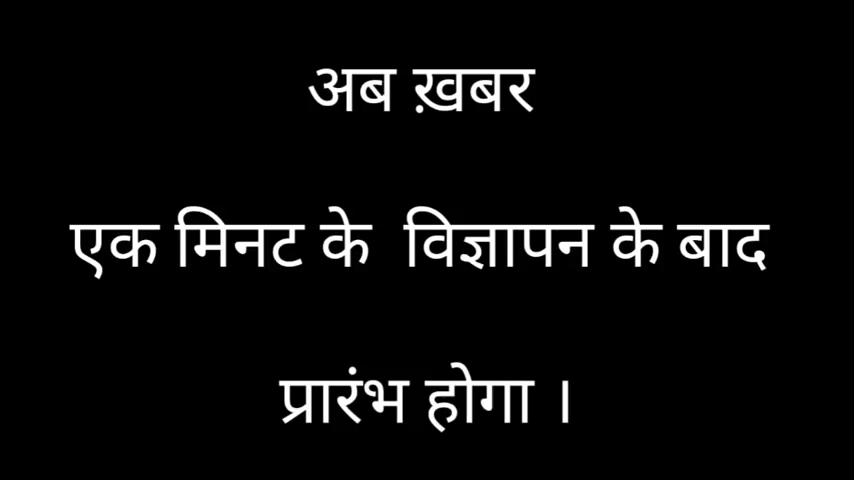 अब ख़बर
एक मिनट के विज्ञापन के बाद
प्रारंभ होगा ।